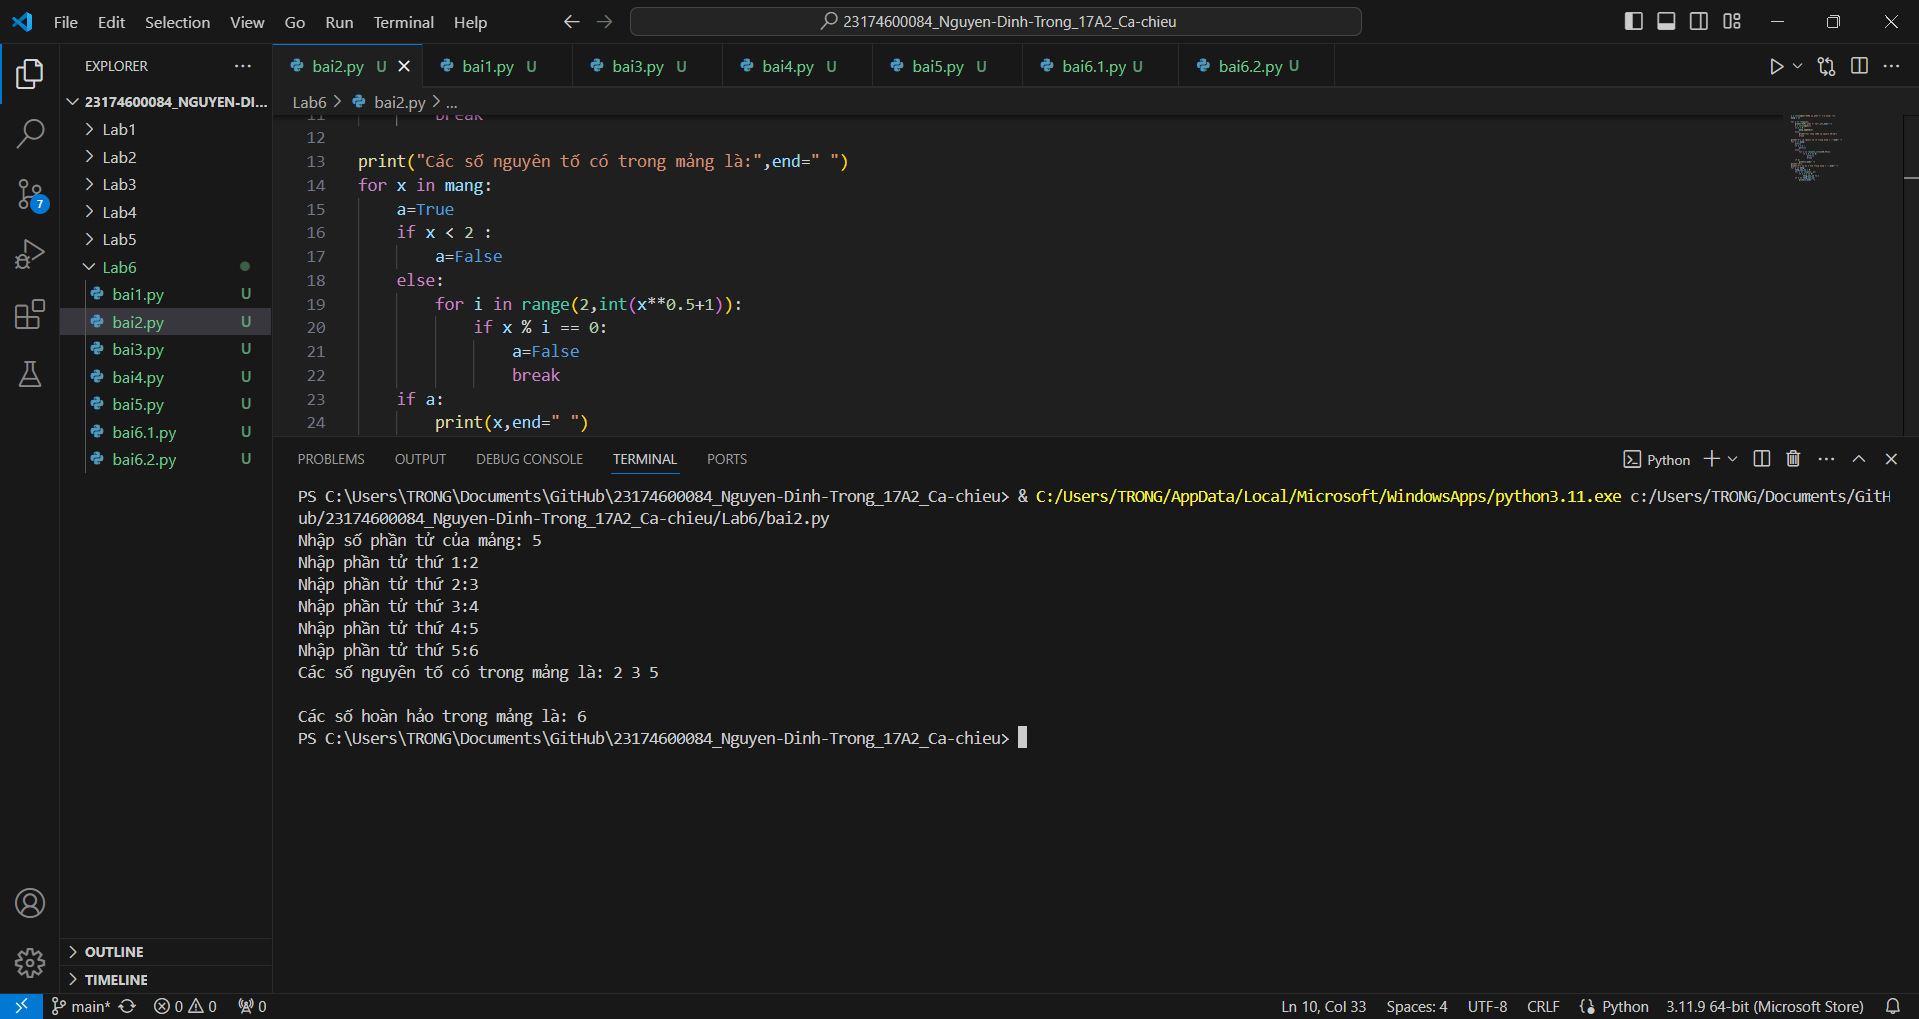 File Edit Selection View Go Run Terminal Help
23174600084_Nguyen-Dinh-Trong_17A2_Ca-chieu
EXPLORER
23174600084_NGUYEN-DI...
Lab1
Lab2
Lab3
Lab4
Lab5
Lab6
bai1.py U
bai2.py U
bai3.py U
bai4.py U
bai5.py U
bai6.1.py U
bai6.2.py U
OUTLINE
TIMELINE
7
bai2.py U bai1.py U bai3.py U bai4.py U bai5.py U bai6.1.py U bai6.2.py U
Lab6 > bai2.py > ...
11 break
12
13 print("Các số nguyên tố có trong mảng là:",end=" ")
14 for x in mang:
15 a=True
16 if x < 2 :
17 a=False
18 else:
19 for i in range(2,int(x**0.5+1)):
20 if x % i == 0:
21 a=False
22 break
23 if a:
24 print(x,end=" ")
PROBLEMS OUTPUT DEBUG CONSOLE TERMINAL PORTS
Python
PS C:\Users\TRONG\Documents\GitHub\23174600084_Nguyen-Dinh-Trong_17A2_Ca-chieu> & C:/Users/TRONG/AppData/Local/Microsoft/WindowsApps/python3.11.exe c:/Users/TRONG/Documents/GitH
ub/23174600084_Nguyen-Dinh-Trong_17A2_Ca-chieu/Lab6/bai2.py
Nhập số phần tử của mảng: 5
Nhập phần tử thứ 1:2
Nhập phần tử thứ 2:3
Nhập phần tử thứ 3:4
Nhập phần tử thứ 4:5
Nhập phần tử thứ 5:6
Các số nguyên tố có trong mảng là: 2 3 5
Các số hoàn hảo trong mảng là: 6
PS C:\Users\TRONG\Documents\GitHub\23174600084_Nguyen-Dinh-Trong_17A2_Ca-chieu>
main* 0 0 0 Ln 10, Col 33 Spaces: 4 UTF-8 CRLF Python 3.11.9 64-bit (Microsoft Store)